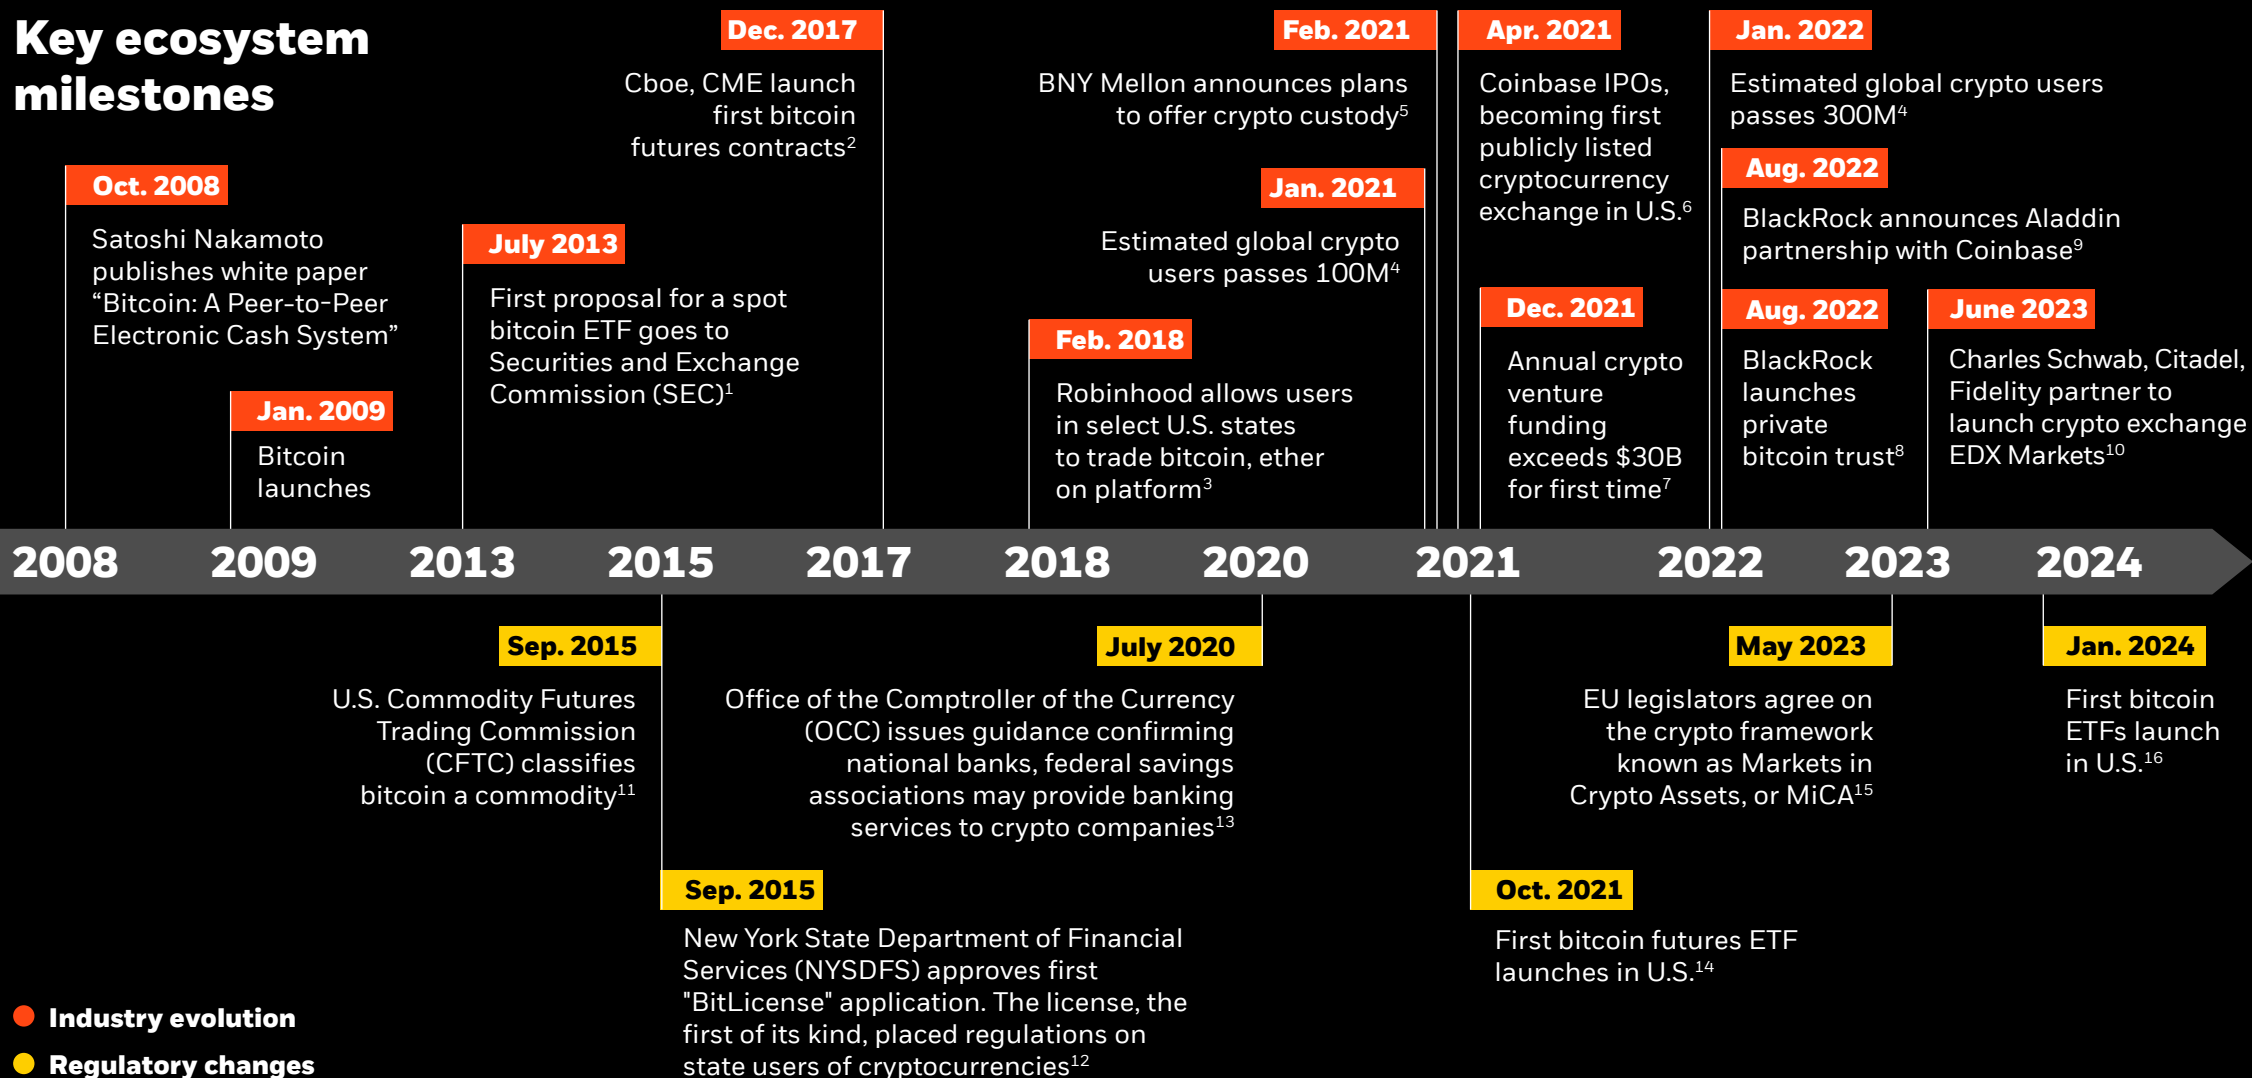 Key ecosystem
milestones
Oct. 2008
Satoshi Nakamoto
publishes white paper
“Bitcoin: A Peer-to-Peer
Electronic Cash System”
Jan. 2009
Bitcoin
launches
July 2013
First proposal for a spot
bitcoin ETF goes to
Securities and Exchange
Commission (SEC)¹
Dec. 2017
Cboe, CME launch
first bitcoin
futures contracts²
Feb. 2018
Robinhood allows users
in select U.S. states
to trade bitcoin, ether
on platform³
Jan. 2021
Estimated global crypto
users passes 100M⁴
Feb. 2021
BNY Mellon announces plans
to offer crypto custody⁵
Apr. 2021
Coinbase IPOs,
becoming first
publicly listed
cryptocurrency
exchange in U.S.⁶
Dec. 2021
Annual crypto
venture
funding
exceeds $30B
for first time⁷
Jan. 2022
Estimated global crypto users
passes 300M⁴
Aug. 2022
BlackRock announces Aladdin
partnership with Coinbase⁹
Aug. 2022
BlackRock
launches
private
bitcoin trust⁸
June 2023
Charles Schwab, Citadel,
Fidelity partner to
launch crypto exchange
EDX Markets¹⁰
2008 2009 2013 2015 2017 2018 2020 2021 2022 2023 2024
Sep. 2015
U.S. Commodity Futures
Trading Commission
(CFTC) classifies
bitcoin a commodity¹¹
Sep. 2015
New York State Department of Financial
Services (NYSDFS) approves first
"BitLicense" application. The license, the
first of its kind, placed regulations on
state users of cryptocurrencies¹²
July 2020
Office of the Comptroller of the Currency
(OCC) issues guidance confirming
national banks, federal savings
associations may provide banking
services to crypto companies¹³
Oct. 2021
First bitcoin futures ETF
launches in U.S.¹⁴
May 2023
EU legislators agree on
the crypto framework
known as Markets in
Crypto Assets, or MiCA¹⁵
Jan. 2024
First bitcoin
ETFs launch
in U.S.¹⁶
Industry evolution
Regulatory changes